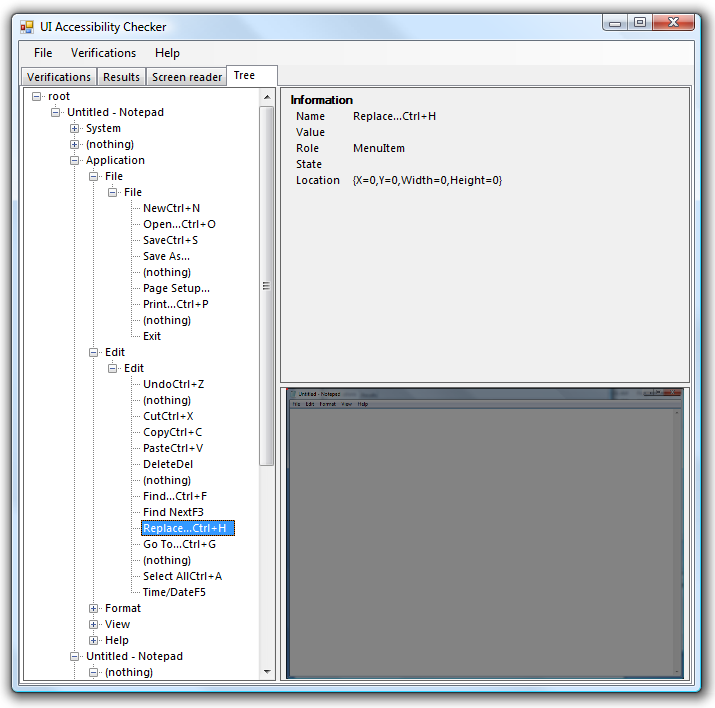 UI Accessibility Checker
File Verifications Help
Verifications Results Screen reader Tree
root
Untitled - Notepad
System
(nothing)
Application
File
File
NewCtrl+N
Open...Ctrl+O
SaveCtrl+S
Save As...
(nothing)
Page Setup...
Print...Ctrl+P
(nothing)
Exit
Edit
Edit
UndoCtrl+Z
(nothing)
CutCtrl+X
CopyCtrl+C
PasteCtrl+V
DeleteDel
(nothing)
Find...Ctrl+F
Find NextF3
Replace...Ctrl+H
Go To...Ctrl+G
(nothing)
Select AllCtrl+A
Time/DateF5
Format
View
Help
Untitled - Notepad
(nothing)
Information
Name Replace...Ctrl+H
Value
Role MenuItem
State
Location {X=0,Y=0,Width=0,Height=0}
Untitled - Notepad
File Edit Format View Help